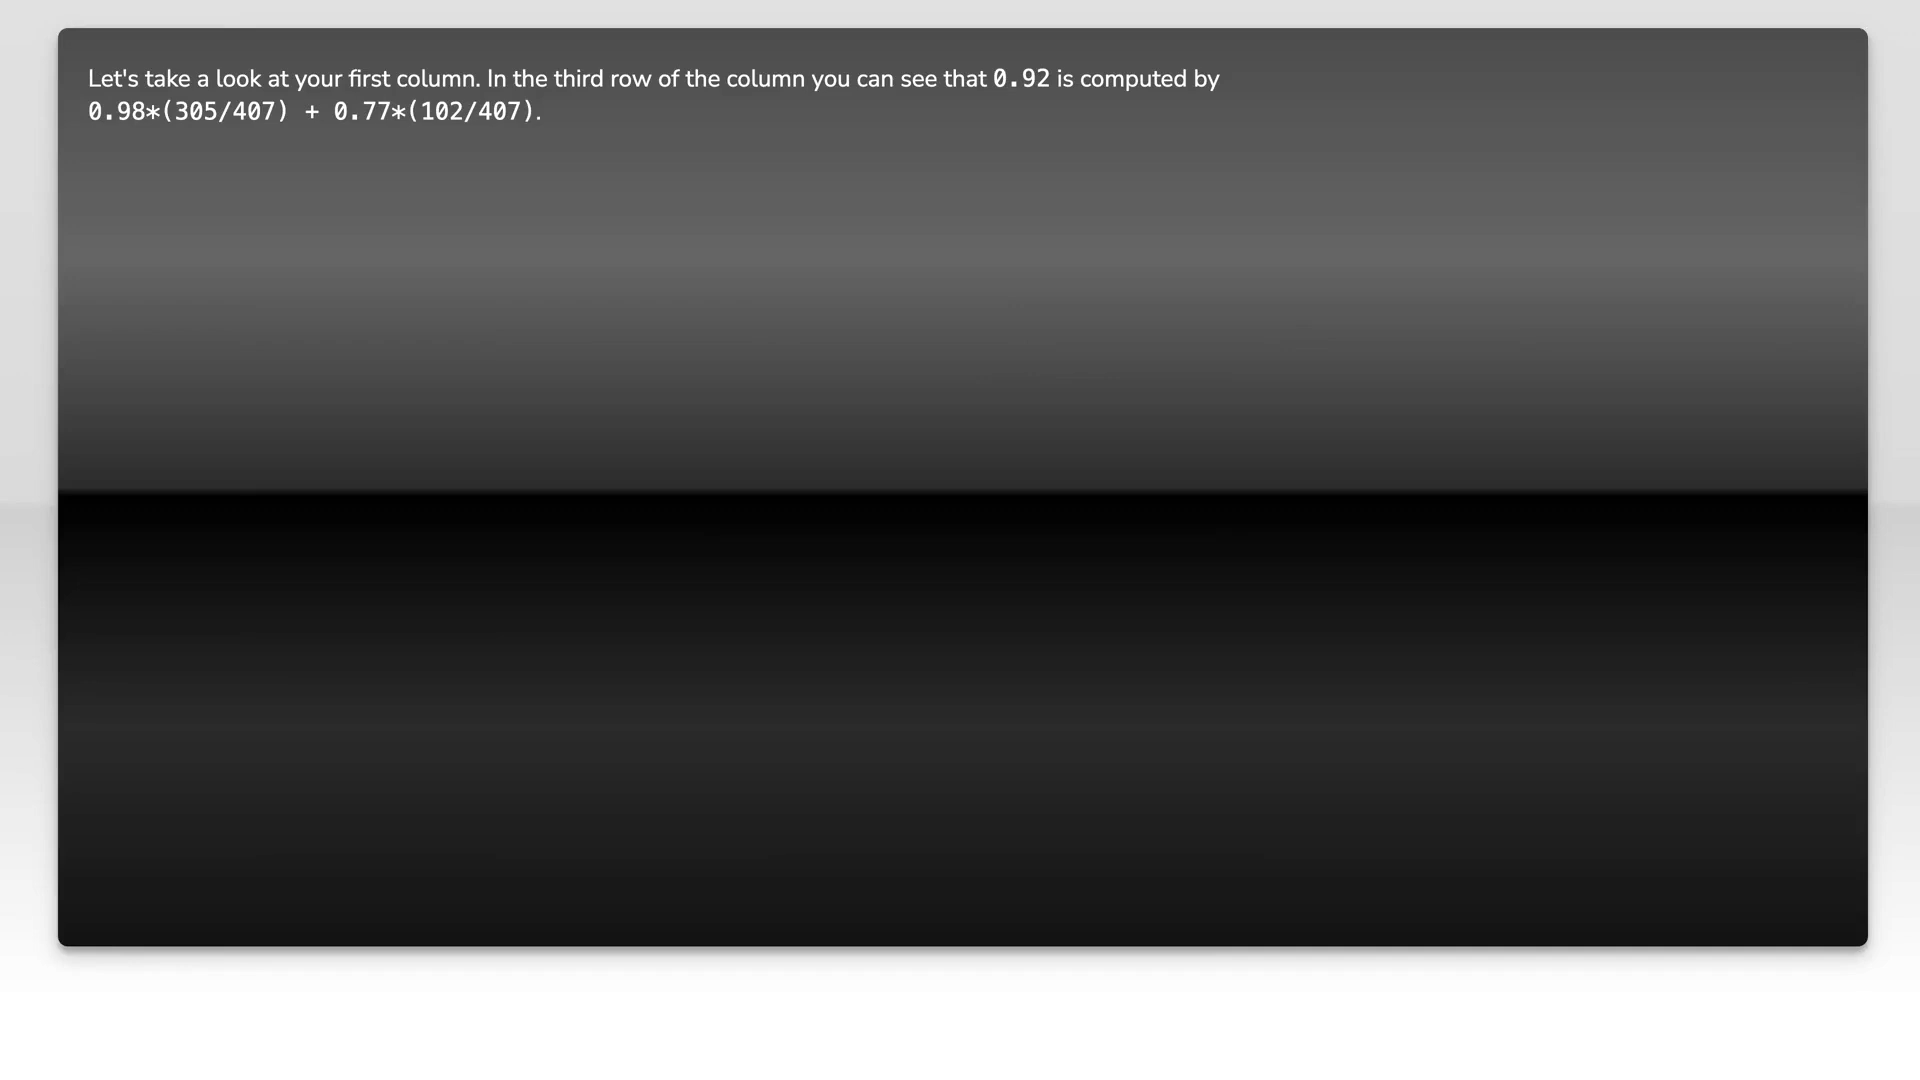 Let's take a look at your first column. In the third row of the column you can see that 0.92 is computed by
0.98*(305/407) + 0.77*(102/407).